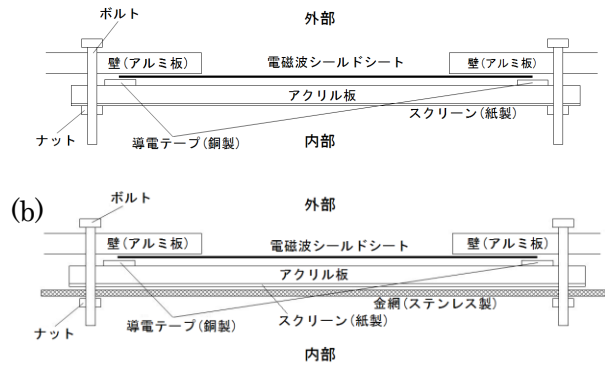 ボルト
外部
壁(アルミ板)
電磁波シールドシート
壁(アルミ板)
アクリル板
スクリーン(紙製)
ナット
導電テープ(銅製)
内部
(b)
ボルト
外部
壁(アルミ板)
電磁波シールドシート
壁(アルミ板)
アクリル板
金網(ステンレス製)
ナット
導電テープ(銅製)
スクリーン(紙製)
内部